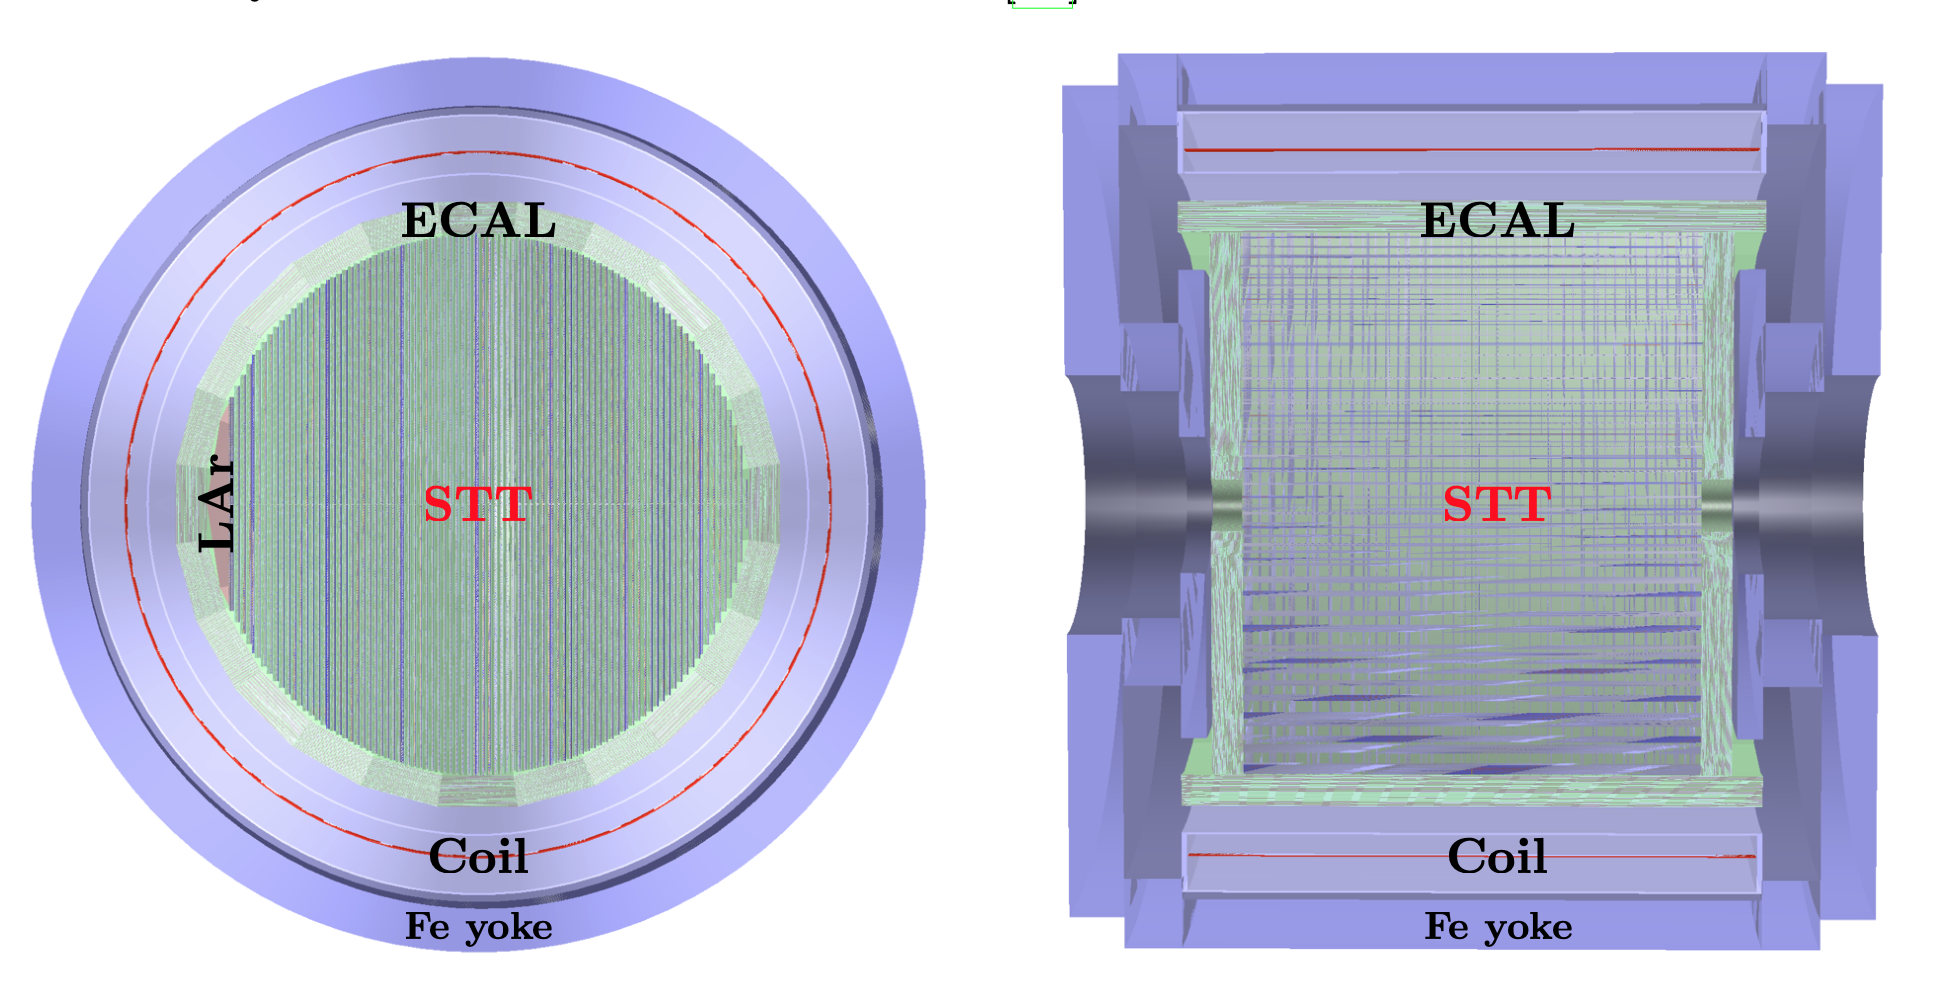 ECAL
LAr
STT
Coil
Fe yoke
ECAL
STT
Coil
Fe yoke